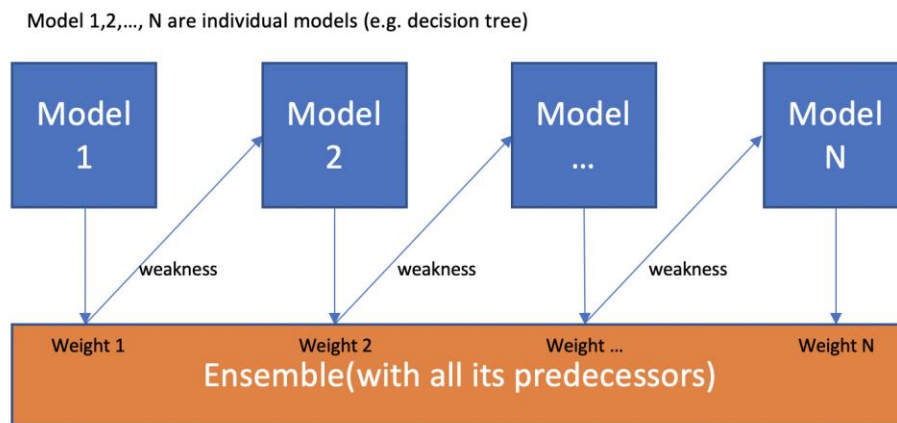 Model 1,2,..., N are individual models (e.g. decision tree)
Model
1
Model
2
Model
...
Model
N
weakness
weakness
weakness
Weight 1
Weight 2
Weight ...
Weight N
Ensemble(with all its predecessors)